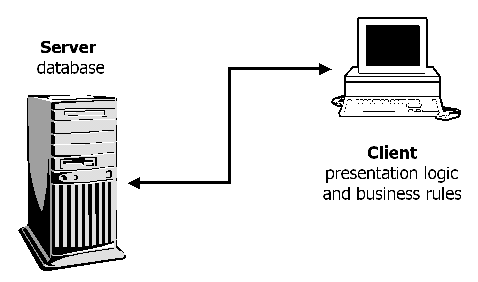 Server
database
Client
presentation logic
and business rules